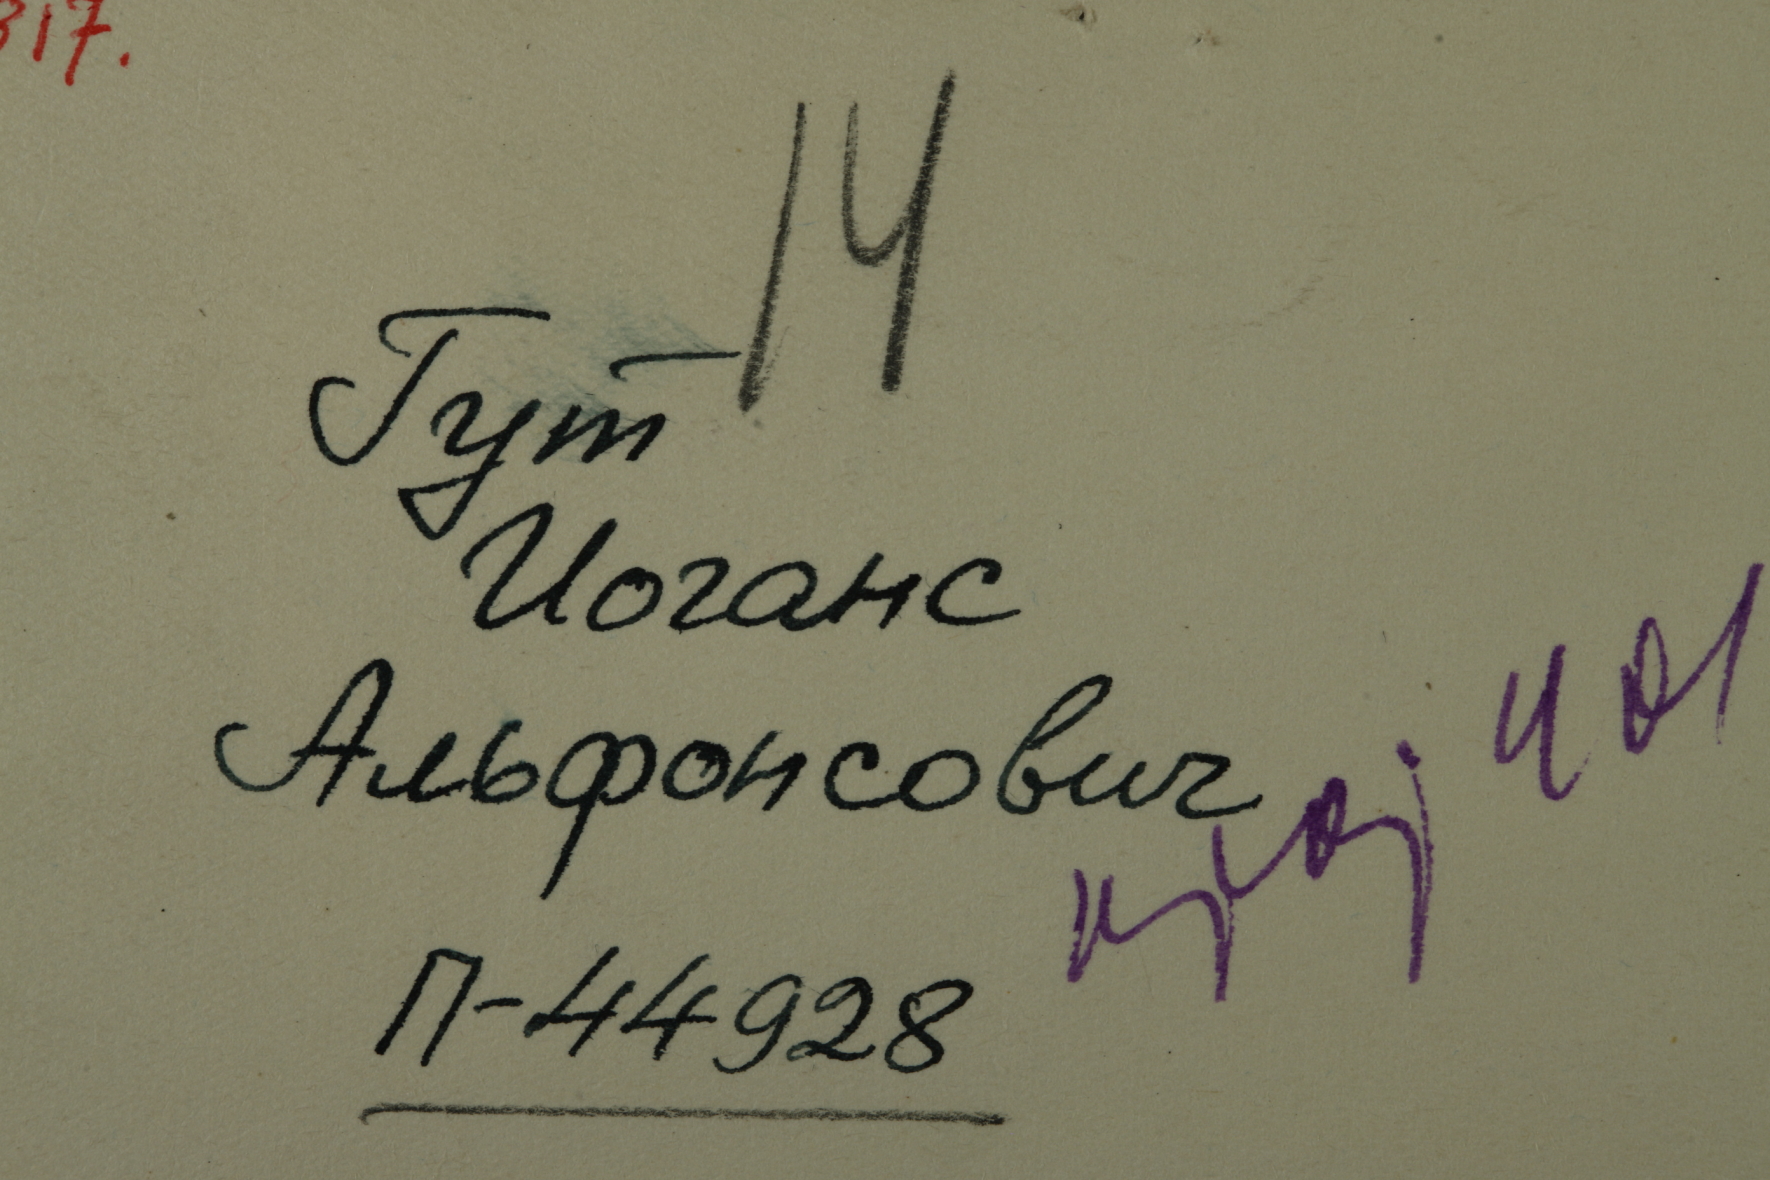 317.
14
Гут
Иоганс
Альфонсович
П-44928